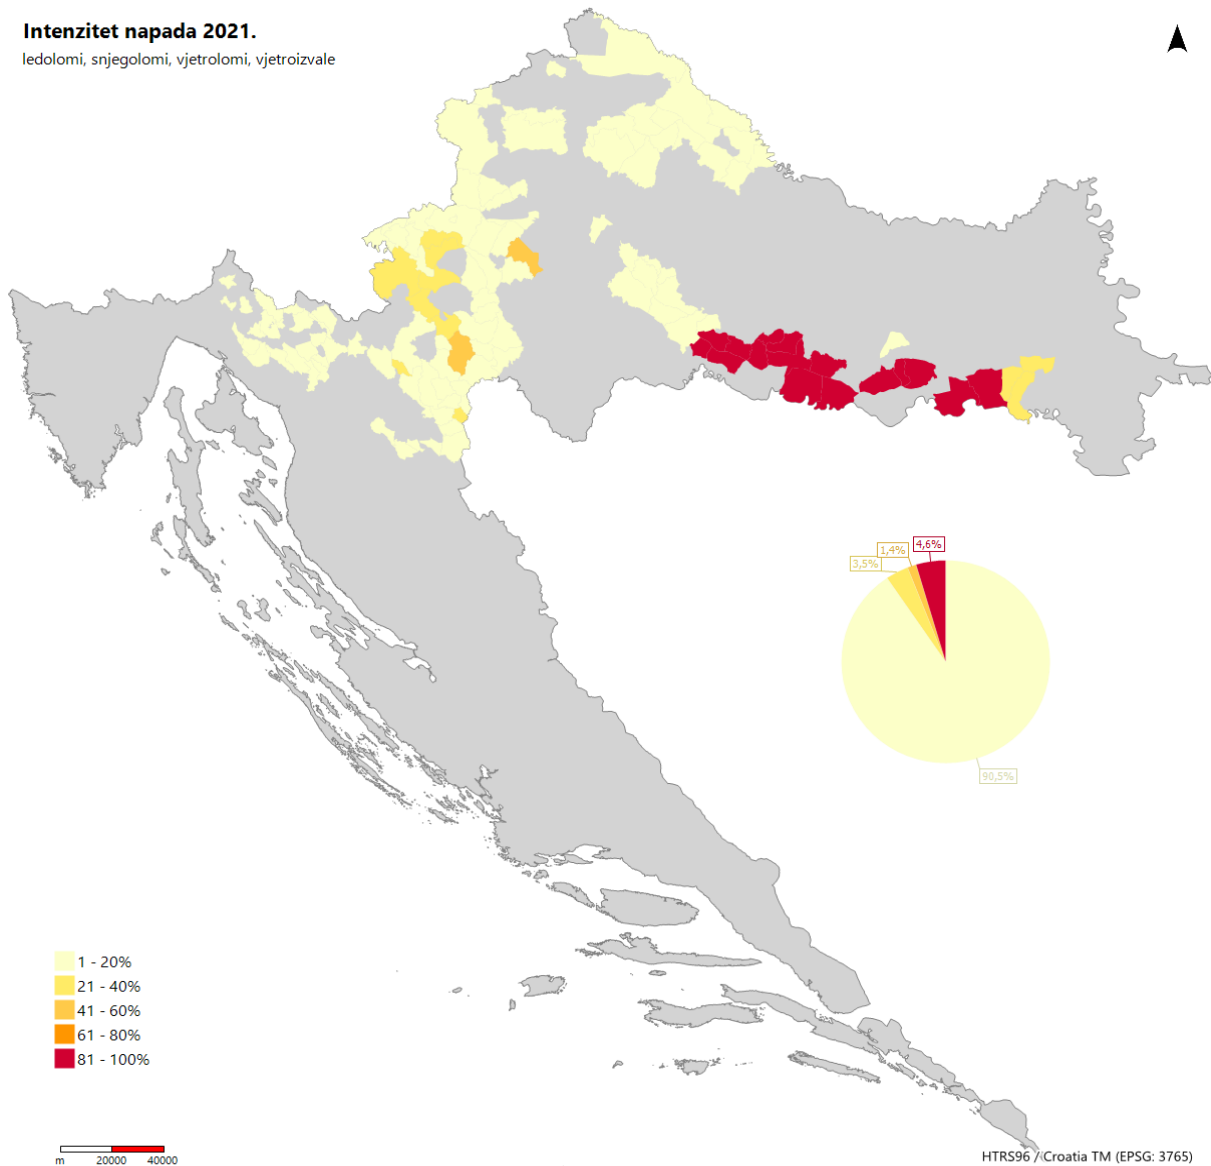 Intenzitet napada 2021.
ledolomi, snjegolomi, vjetrolomi, vjetroizvale
4,6%
1,4%
3,5%
90,5%
1 - 20%
21 - 40%
41 - 60%
61 - 80%
81 - 100%
m 20000 40000
HTRS96 / Croatia TM (EPSG: 3765)